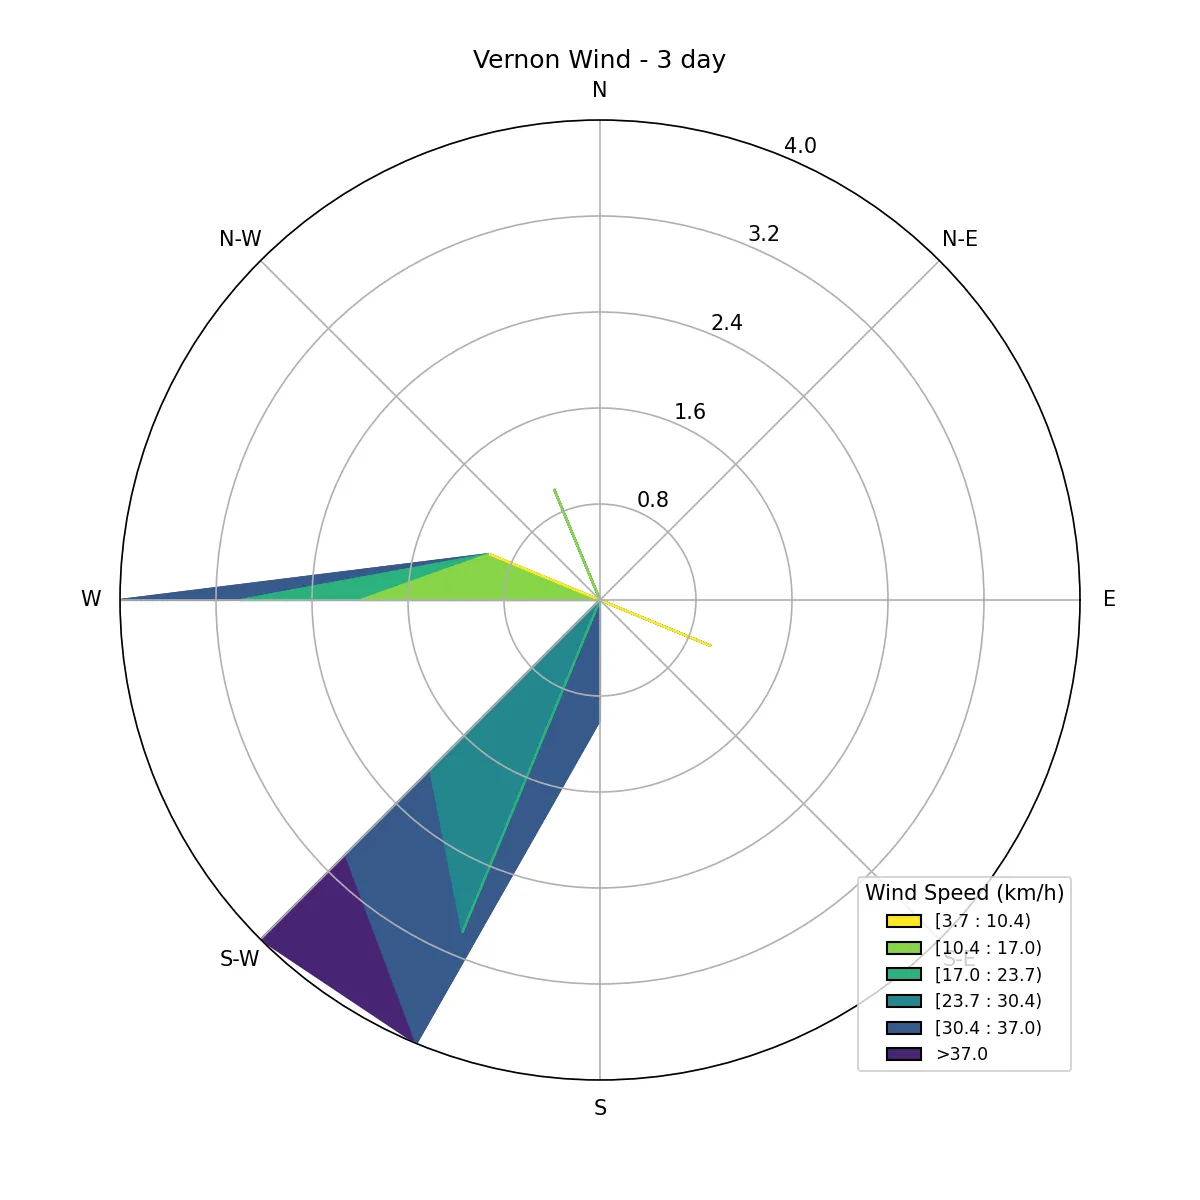 Vernon Wind - 3 day
N
4.0
N-W
3.2
N-E
2.4
1.6
0.8
W
E
S-W
S-E
S
Wind Speed (km/h)
[3.7 : 10.4)
[10.4 : 17.0)
[17.0 : 23.7)
[23.7 : 30.4)
[30.4 : 37.0)
>37.0